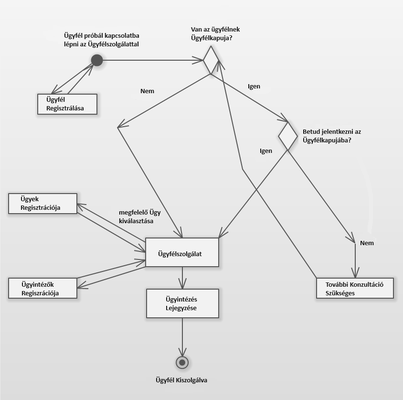 Ügyfél próbál kapcsolatba
lépni az Ügyfélszolgálattal
Van az ügyfélnek
Ügyfélkapuja?
Nem
Igen
Ügyfél
Regisztrálása
Betud jelentkezni az
Ügyfélkapujába?
Igen
Ügyek
Regisztrációja
megfelelő Ügy
kiválasztása
Ügyfélszolgálat
Nem
Ügyintézők
Regiszrációja
Ügyintézés
Lejegyzése
További Konzultáció
Szükséges
Ügyfél Kiszolgálva